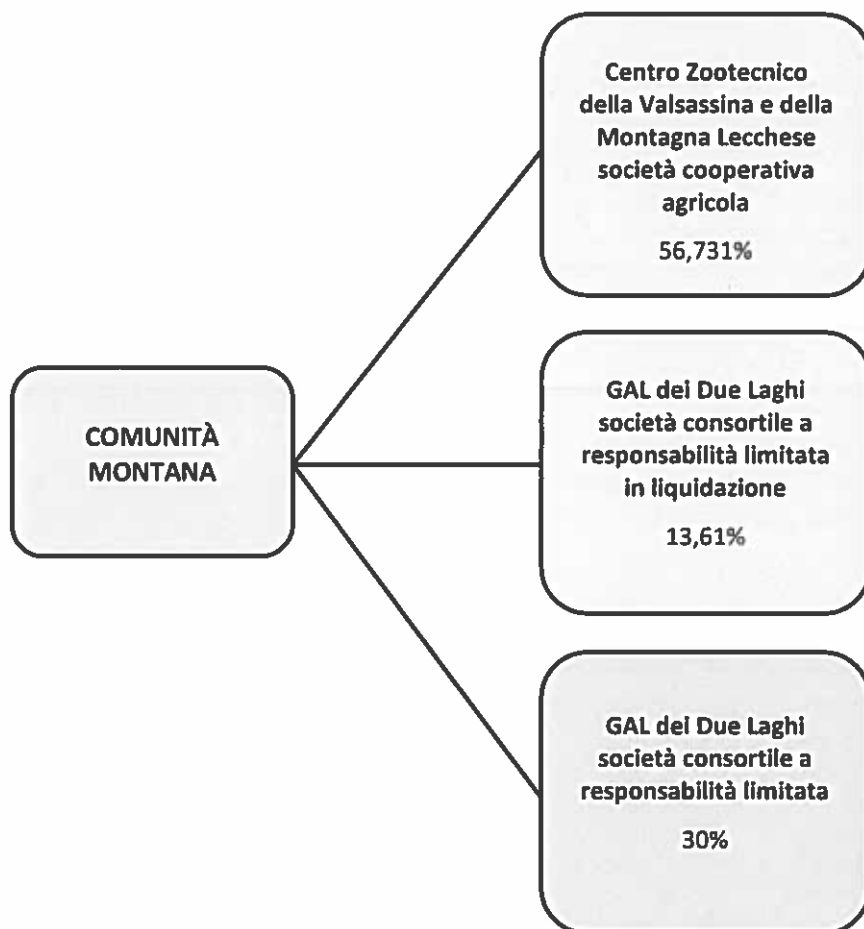 Centro Zootecnico
della Valsassina e della
Montagna Lecchese
società cooperativa
agricola
56,731%
COMUNITÀ
MONTANA
GAL dei Due Laghi
società consortile a
responsabilità limitata
in liquidazione
13,61%
GAL dei Due Laghi
società consortile a
responsabilità limitata
30%